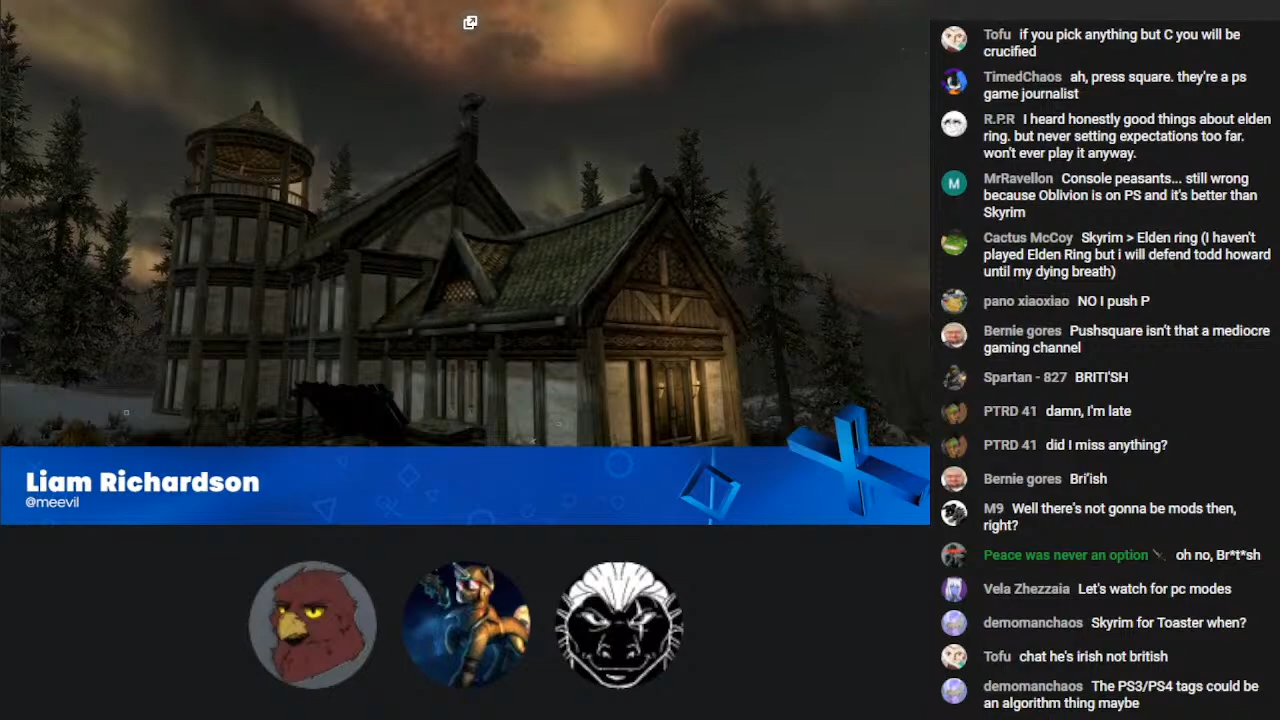 Liam Richardson
@meevil
Tofu if you pick anything but C you will be
crucified
TimedChaos ah, press square. they're a ps
game journalist
R.P.R I heard honestly good things about elden
ring. but never setting expectations too far.
won't ever play it anyway.
M
MrRavellon Console peasants... still wrong
because Oblivion is on PS and it's better than
Skyrim
Cactus McCoy Skyrim > Elden ring (I haven't
played Elden Ring but i will defend todd howard
until my dying breath)
pano xiaoxiao NO I push P
Bernie gores Pushsquare isn't that a mediocre
gaming channel
Spartan - 827 BRITI'SH
PTRD 41 damn, I'm late
PTRD 41 did I miss anything?
Bernie gores Bri'ish
M9 Well there's not gonna be mods then,
right?
Peace was never an option oh no, Br*t*sh
Vela Zhezzaia Let's watch for pc modes
demomanchaos Skyrim for Toaster when?
Tofu chat he's irish not british
demomanchaos The PS3/PS4 tags could be
an algorithm thing maybe